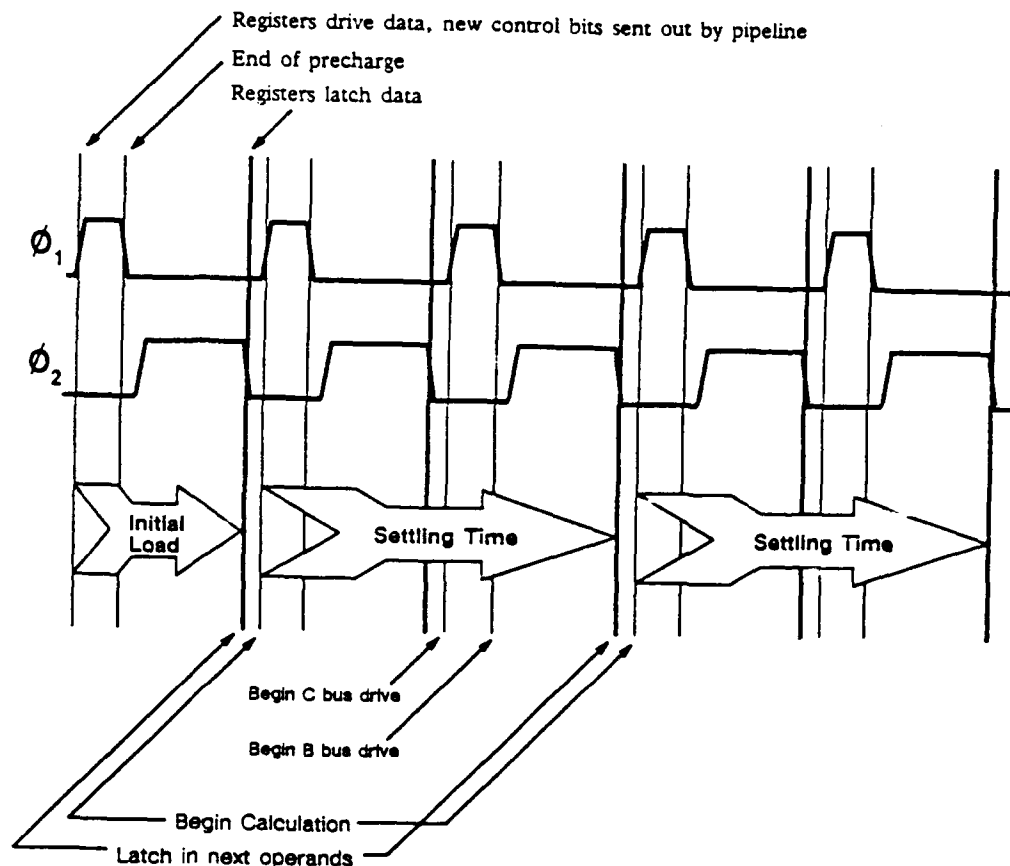 Registers drive data, new control bits sent out by pipeline
End of precharge
Registers latch data
Ø1
Ø2
Initial
Load
Settling Time
Settling Time
Begin C bus drive
Begin B bus drive
Begin Calculation
Latch in next operands